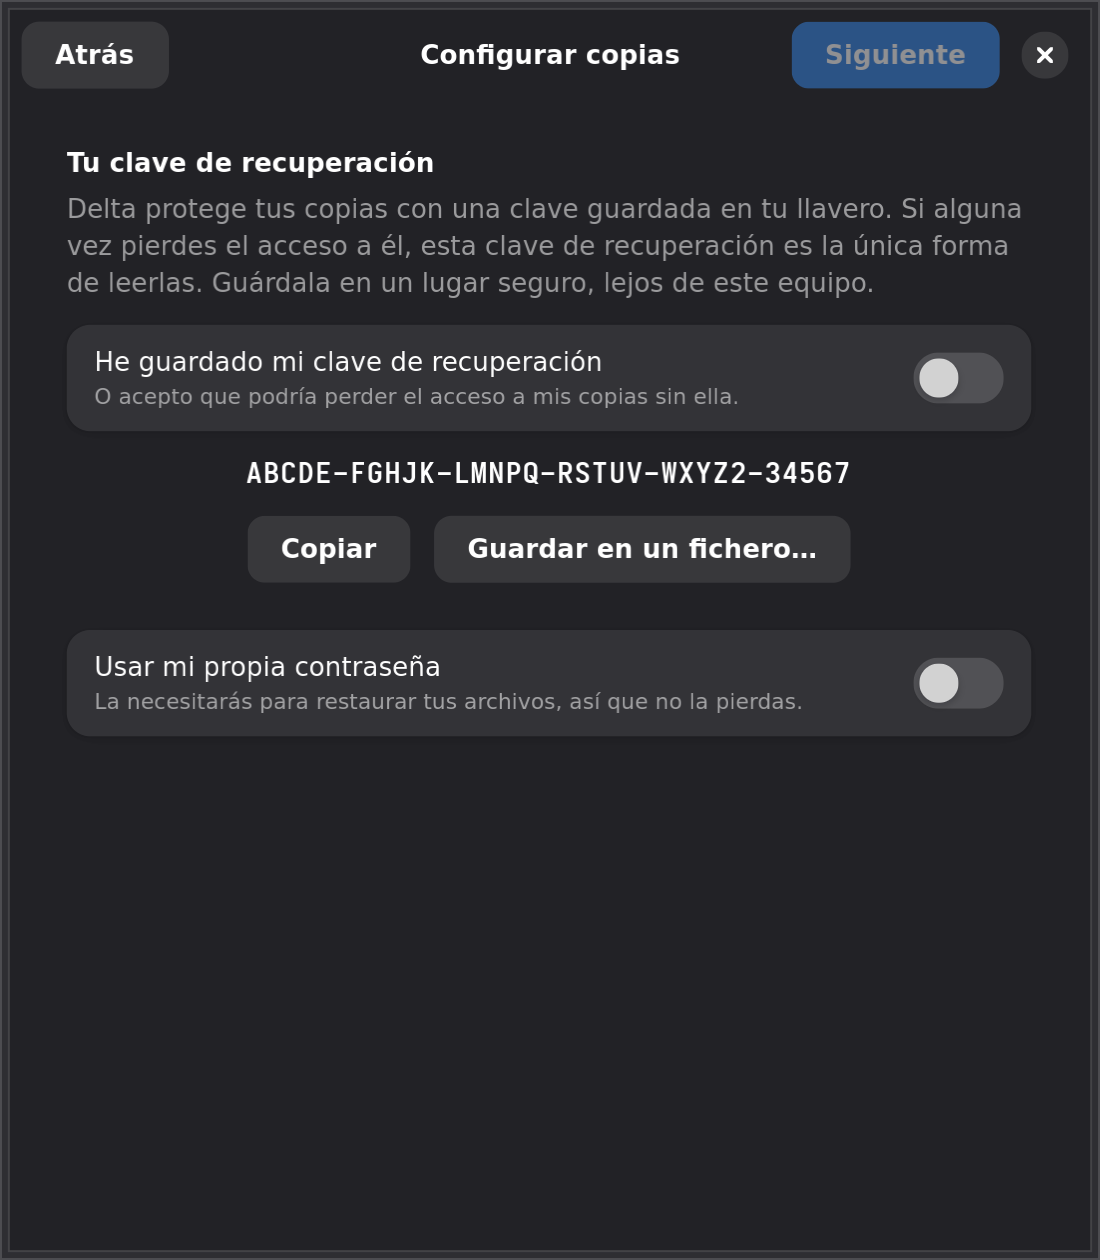 Atrás
Configurar copias
Siguiente
Tu clave de recuperación
Delta protege tus copias con una clave guardada en tu llavero. Si alguna
vez pierdes el acceso a él, esta clave de recuperación es la única forma
de leerlas. Guárdala en un lugar seguro, lejos de este equipo.
He guardado mi clave de recuperación
O acepto que podría perder el acceso a mis copias sin ella.
ABCDE-FGHJK-LMNPQ-RSTUV-WXYZ2-34567
Copiar
Guardar en un fichero…
Usar mi propia contraseña
La necesitarás para restaurar tus archivos, así que no la pierdas.